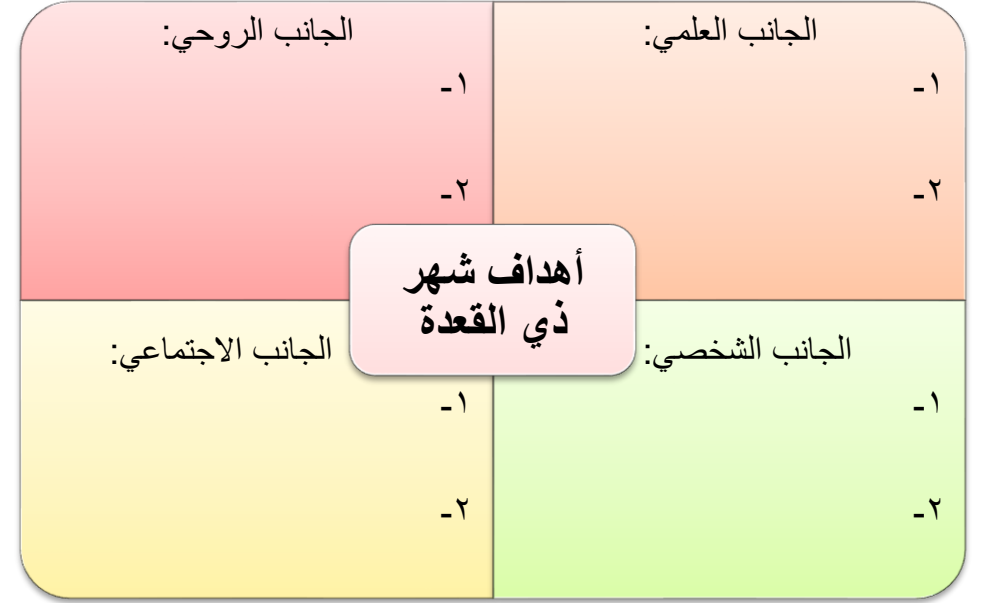 الجانب العلمي:
١-
٢-
الجانب الروحي:
١-
٢-
أهداف شهر
ذي القعدة
الجانب الشخصي:
١-
٢-
الجانب الاجتماعي:
١-
٢-